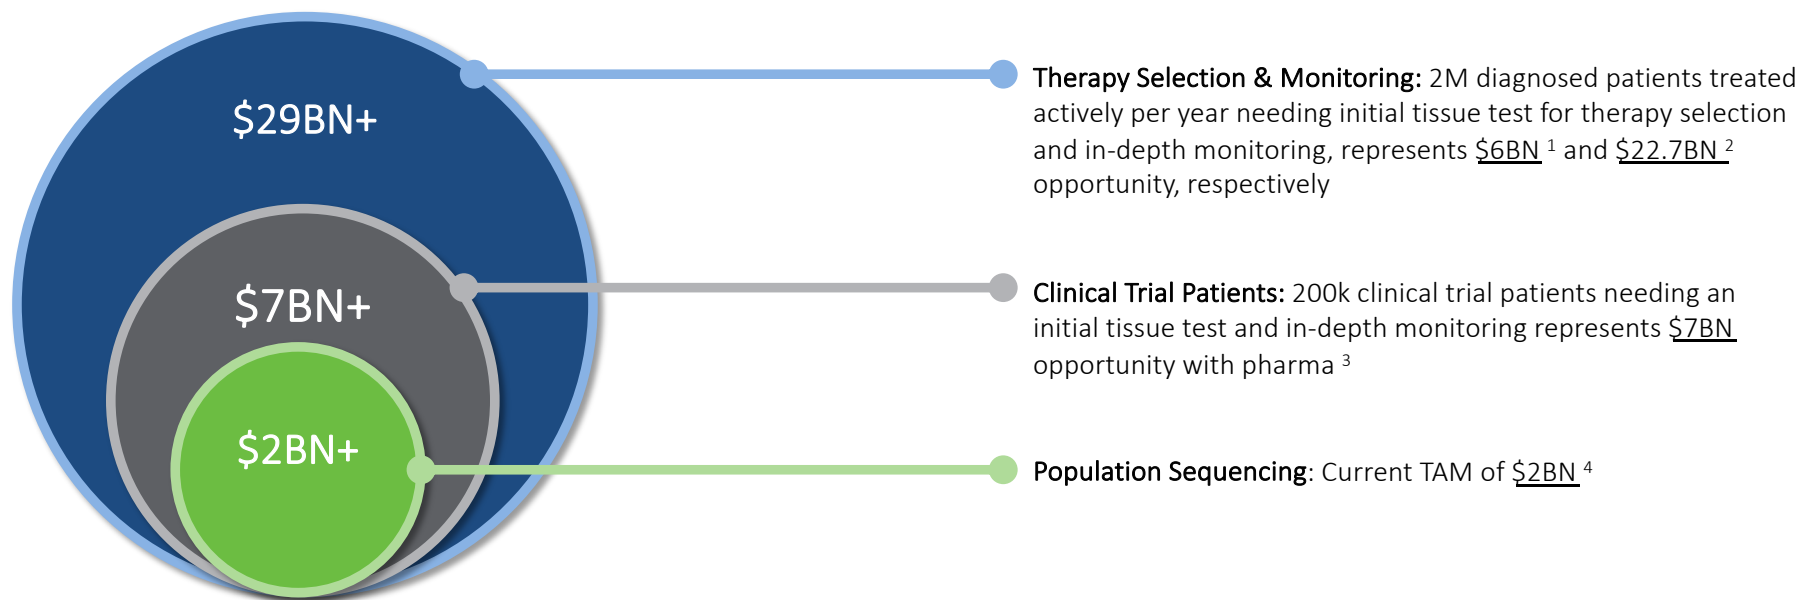 $29BN+
$7BN+
$2BN+
Therapy Selection & Monitoring: 2M diagnosed patients treated
actively per year needing initial tissue test for therapy selection
and in-depth monitoring, represents $6BN ¹ and $22.7BN ²
opportunity, respectively
Clinical Trial Patients: 200k clinical trial patients needing an
initial tissue test and in-depth monitoring represents $7BN
opportunity with pharma ³
Population Sequencing: Current TAM of $2BN ⁴